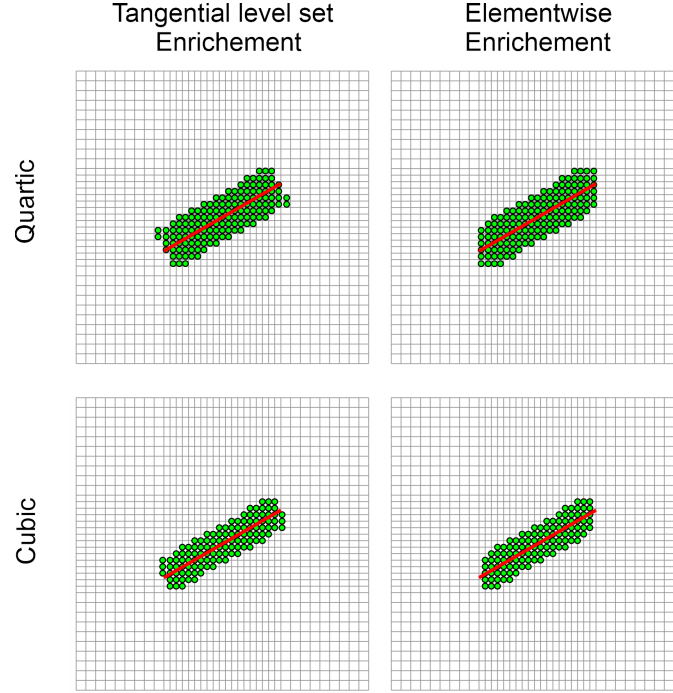 Tangential level set
Enrichement
Elementwise
Enrichement
Quartic
Cubic